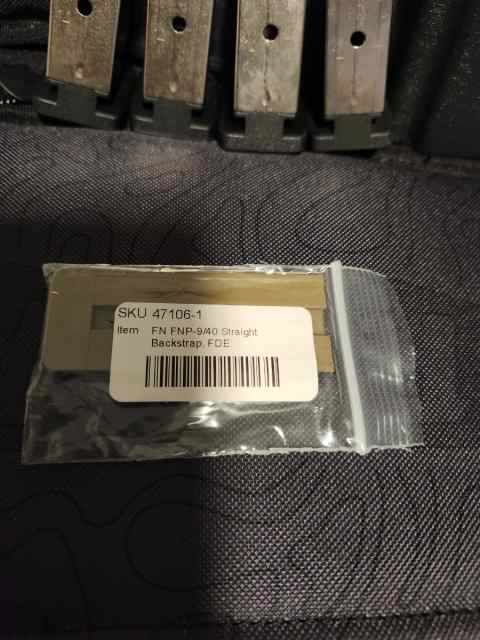 SKU 47106-1
Item FN FNP-9/40 Straight
Backstrap, FDE